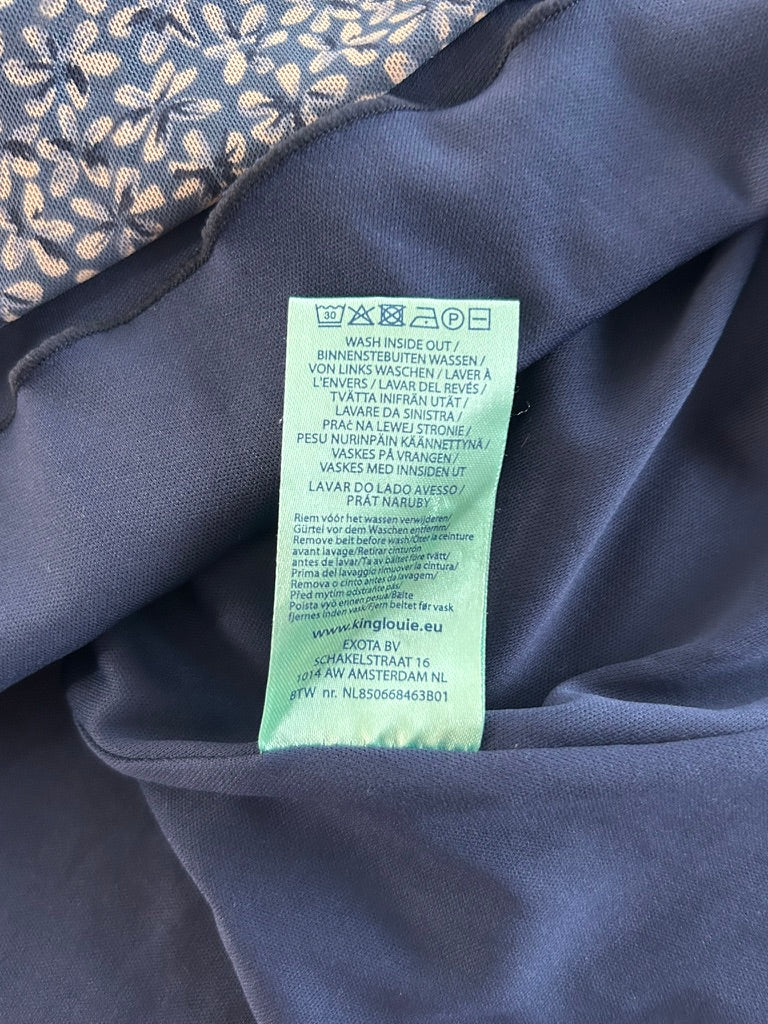 30 P
WASH INSIDE OUT /
BINNENSTEBUITEN WASSEN /
VON LINKS WASCHEN / LAVER À
L'ENVERS / LAVAR DEL REVÉS /
TVÄTTA INIFRÄN UTÄT /
LAVARE DA SINISTRA /
PRAĆ NA LEWEJ STRONIE /
PESU NURINPÄIN KÄÄNNETTYNÄ /
VASKES PÅ VRANGEN /
VASKES MED INNSIDEN UT
LAVAR DO LADO AVESSO /
PRÁT NARUBY
Riem vóór het wassen verwijderen/
Gürtel vor dem Waschen entfernen/
Remove belt before wash/Oter la ceinture
avant lavage/Retirar cinturón
antes de lavar/Ta av bältet före tvätt/
Prima del lavaggio rimuover la cintura/
Remova o cinto antes da lavagem/
Před mytim odstraňte pás/
Poista vyö ennen pesua/Bälte
fjernes inden vask/Fjern beltet før vask
www.kinglouie.eu
EXOTA BV
SCHAKELSTRAAT 16
1014 AW AMSTERDAM NL
BTW nr. NL850668463B01